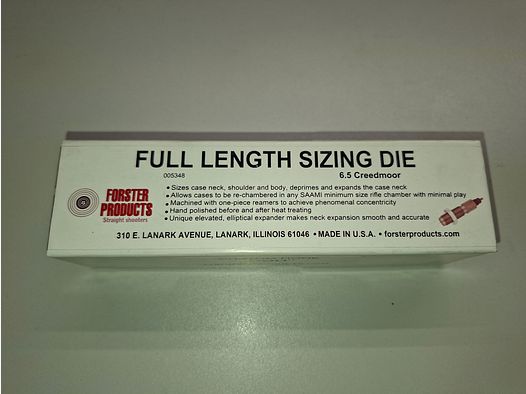 FULL LENGTH SIZING DIE
005348
6.5 Creedmoor
FORSTER
PRODUCTS
Straight shooters
• Sizes case neck, shoulder and body, deprimes and expands the case neck
• Allows cases to be re-chambered in any SAAMI minimum size rifle chamber with minimal play
• Machined with one-piece reamers to achieve phenomenal concentricity
• Hand polished before and after heat treating
• Unique elevated, elliptical expander makes neck expansion smooth and accurate
310 E. LANARK AVENUE, LANARK, ILLINOIS 61046 • MADE IN U.S.A. • forsterproducts.com